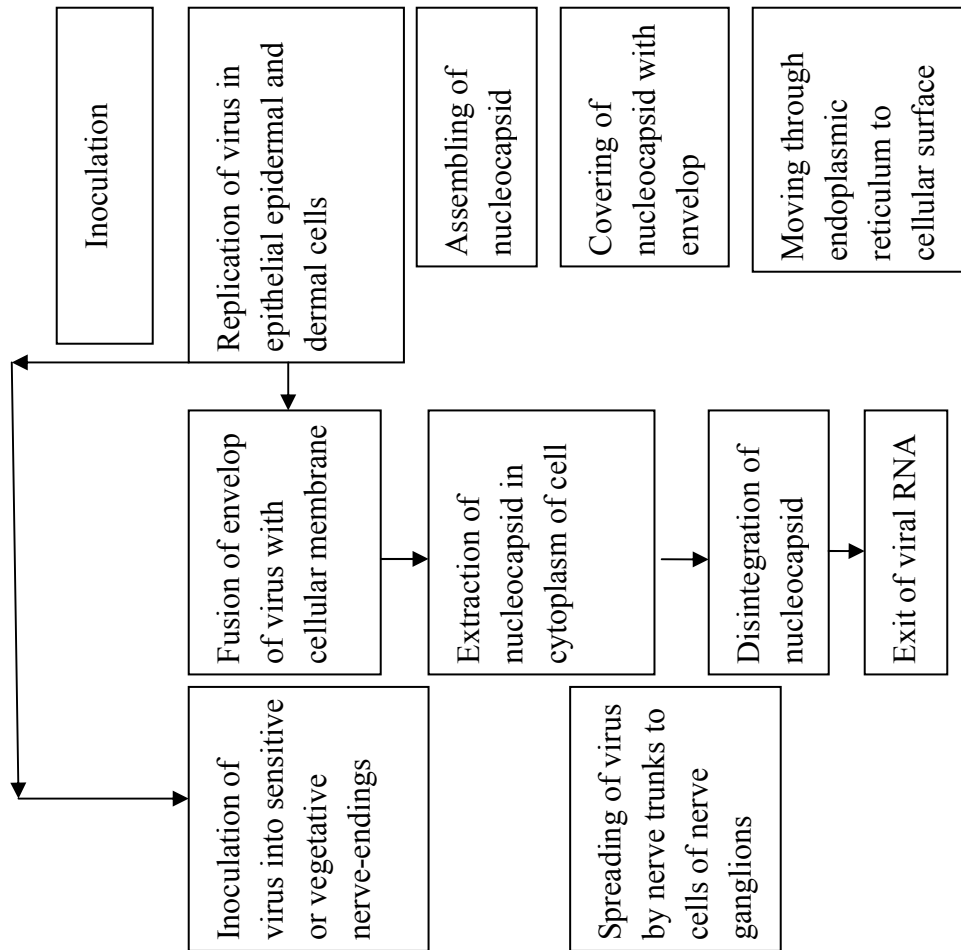 Inoculation
Inoculation of
virus into sensitive
or vegetative
nerve-endings
Spreading of virus
by nerve trunks to
cells of nerve
ganglions
Fusion of envelop
of virus with
cellular membrane
Extraction of
nucleocapsid in
cytoplasm of cell
Disintegration of
nucleocapsid
Exit of viral RNA
Replication of virus in
epithelial epidermal and
dermal cells
Assembling of
nucleocapsid
Covering of
nucleocapsid with
envelop
Moving through
endoplasmic
reticulum to
cellular surface